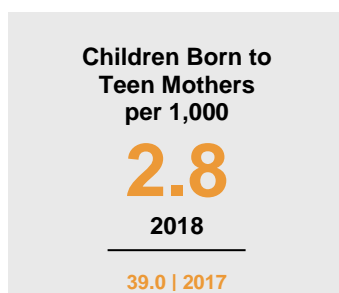 Children Born to
Teen Mothers
per 1,000
2.8
2018
39.0 | 2017